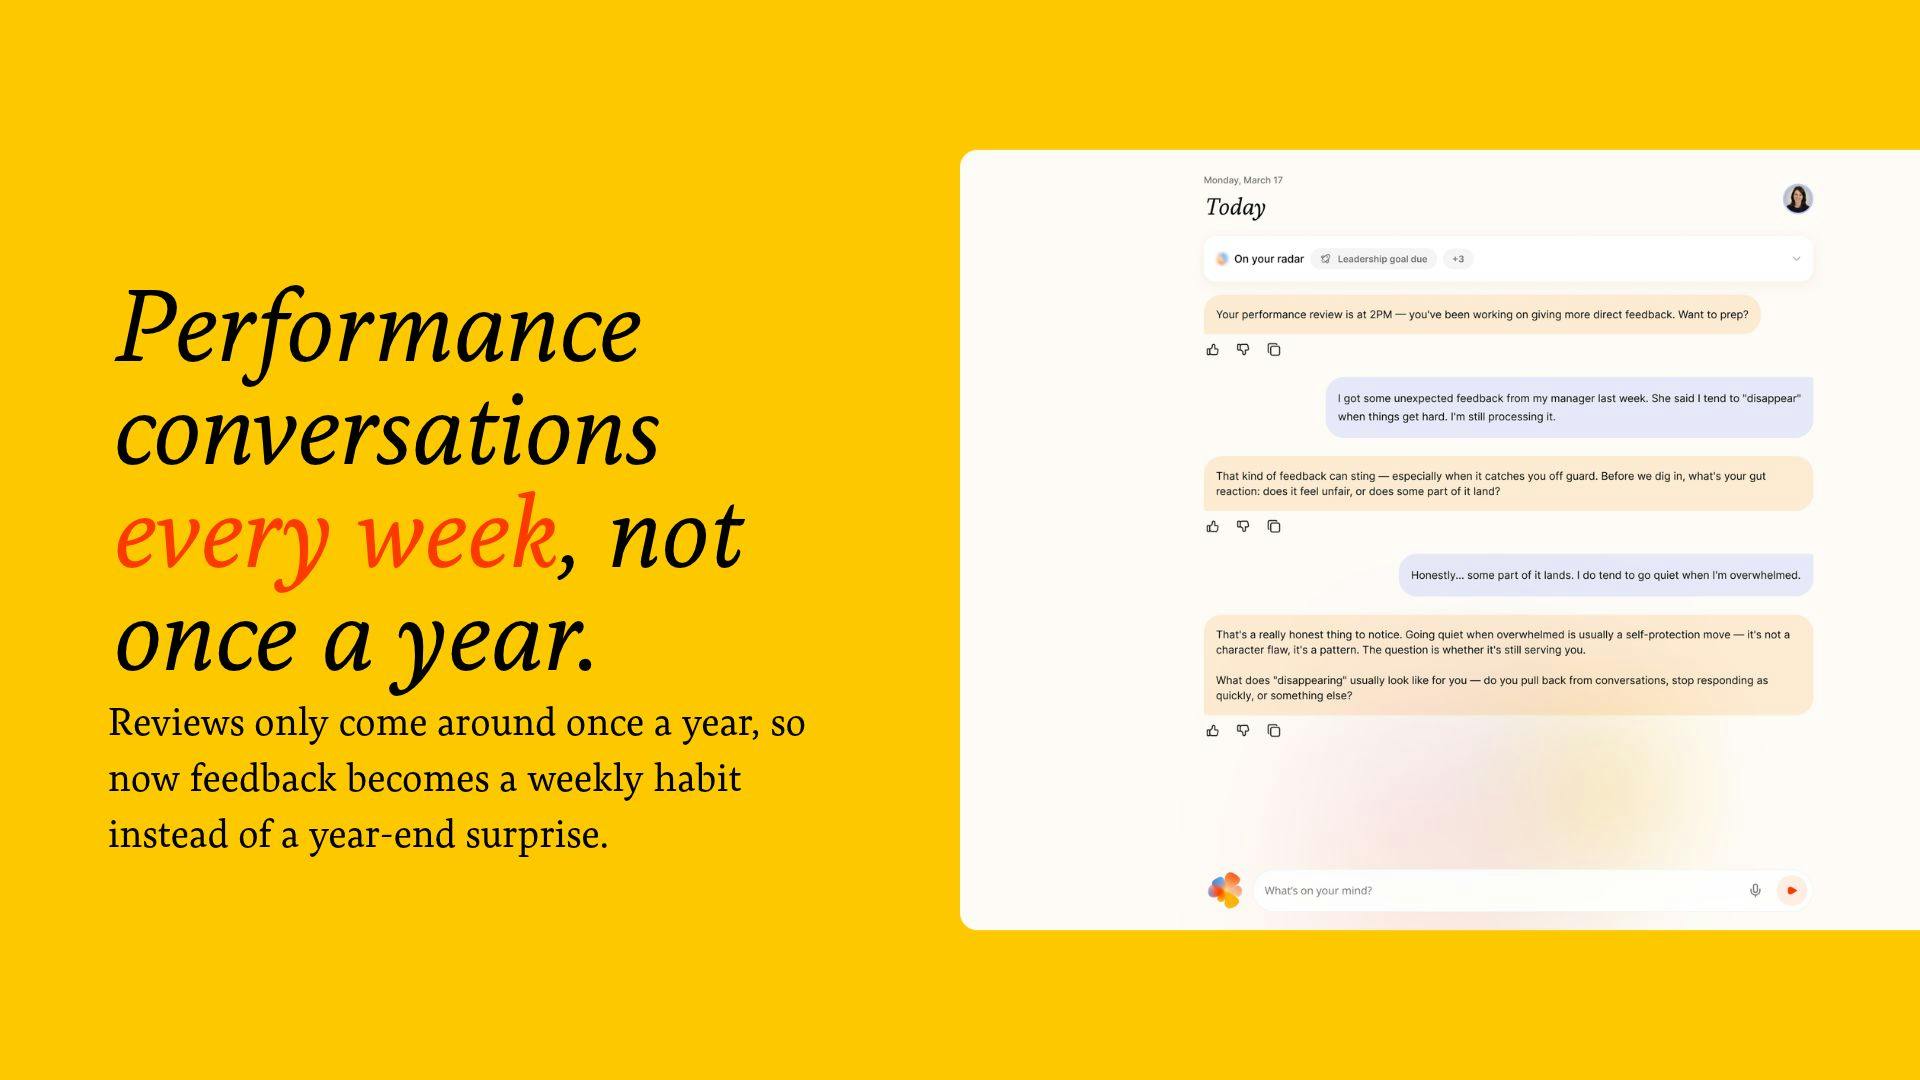 Performance
conversations
every week, not
once a year.
Reviews only come around once a year, so
now feedback becomes a weekly habit
instead of a year-end surprise.
Monday, March 17
Today
On your radar
Leadership goal due
+3
Your performance review is at 2PM — you've been working on giving more direct feedback. Want to prep?
I got some unexpected feedback from my manager last week. She said I tend to "disappear"
when things get hard. I'm still processing it.
That kind of feedback can sting — especially when it catches you off guard. Before we dig in, what's your gut
reaction: does it feel unfair, or does some part of it land?
Honestly... some part of it lands. I do tend to go quiet when I'm overwhelmed.
That's a really honest thing to notice. Going quiet when overwhelmed is usually a self-protection move — it's not a
character flaw, it's a pattern. The question is whether it's still serving you.
What does "disappearing" usually look like for you — do you pull back from conversations, stop responding as
quickly, or something else?
What's on your mind?